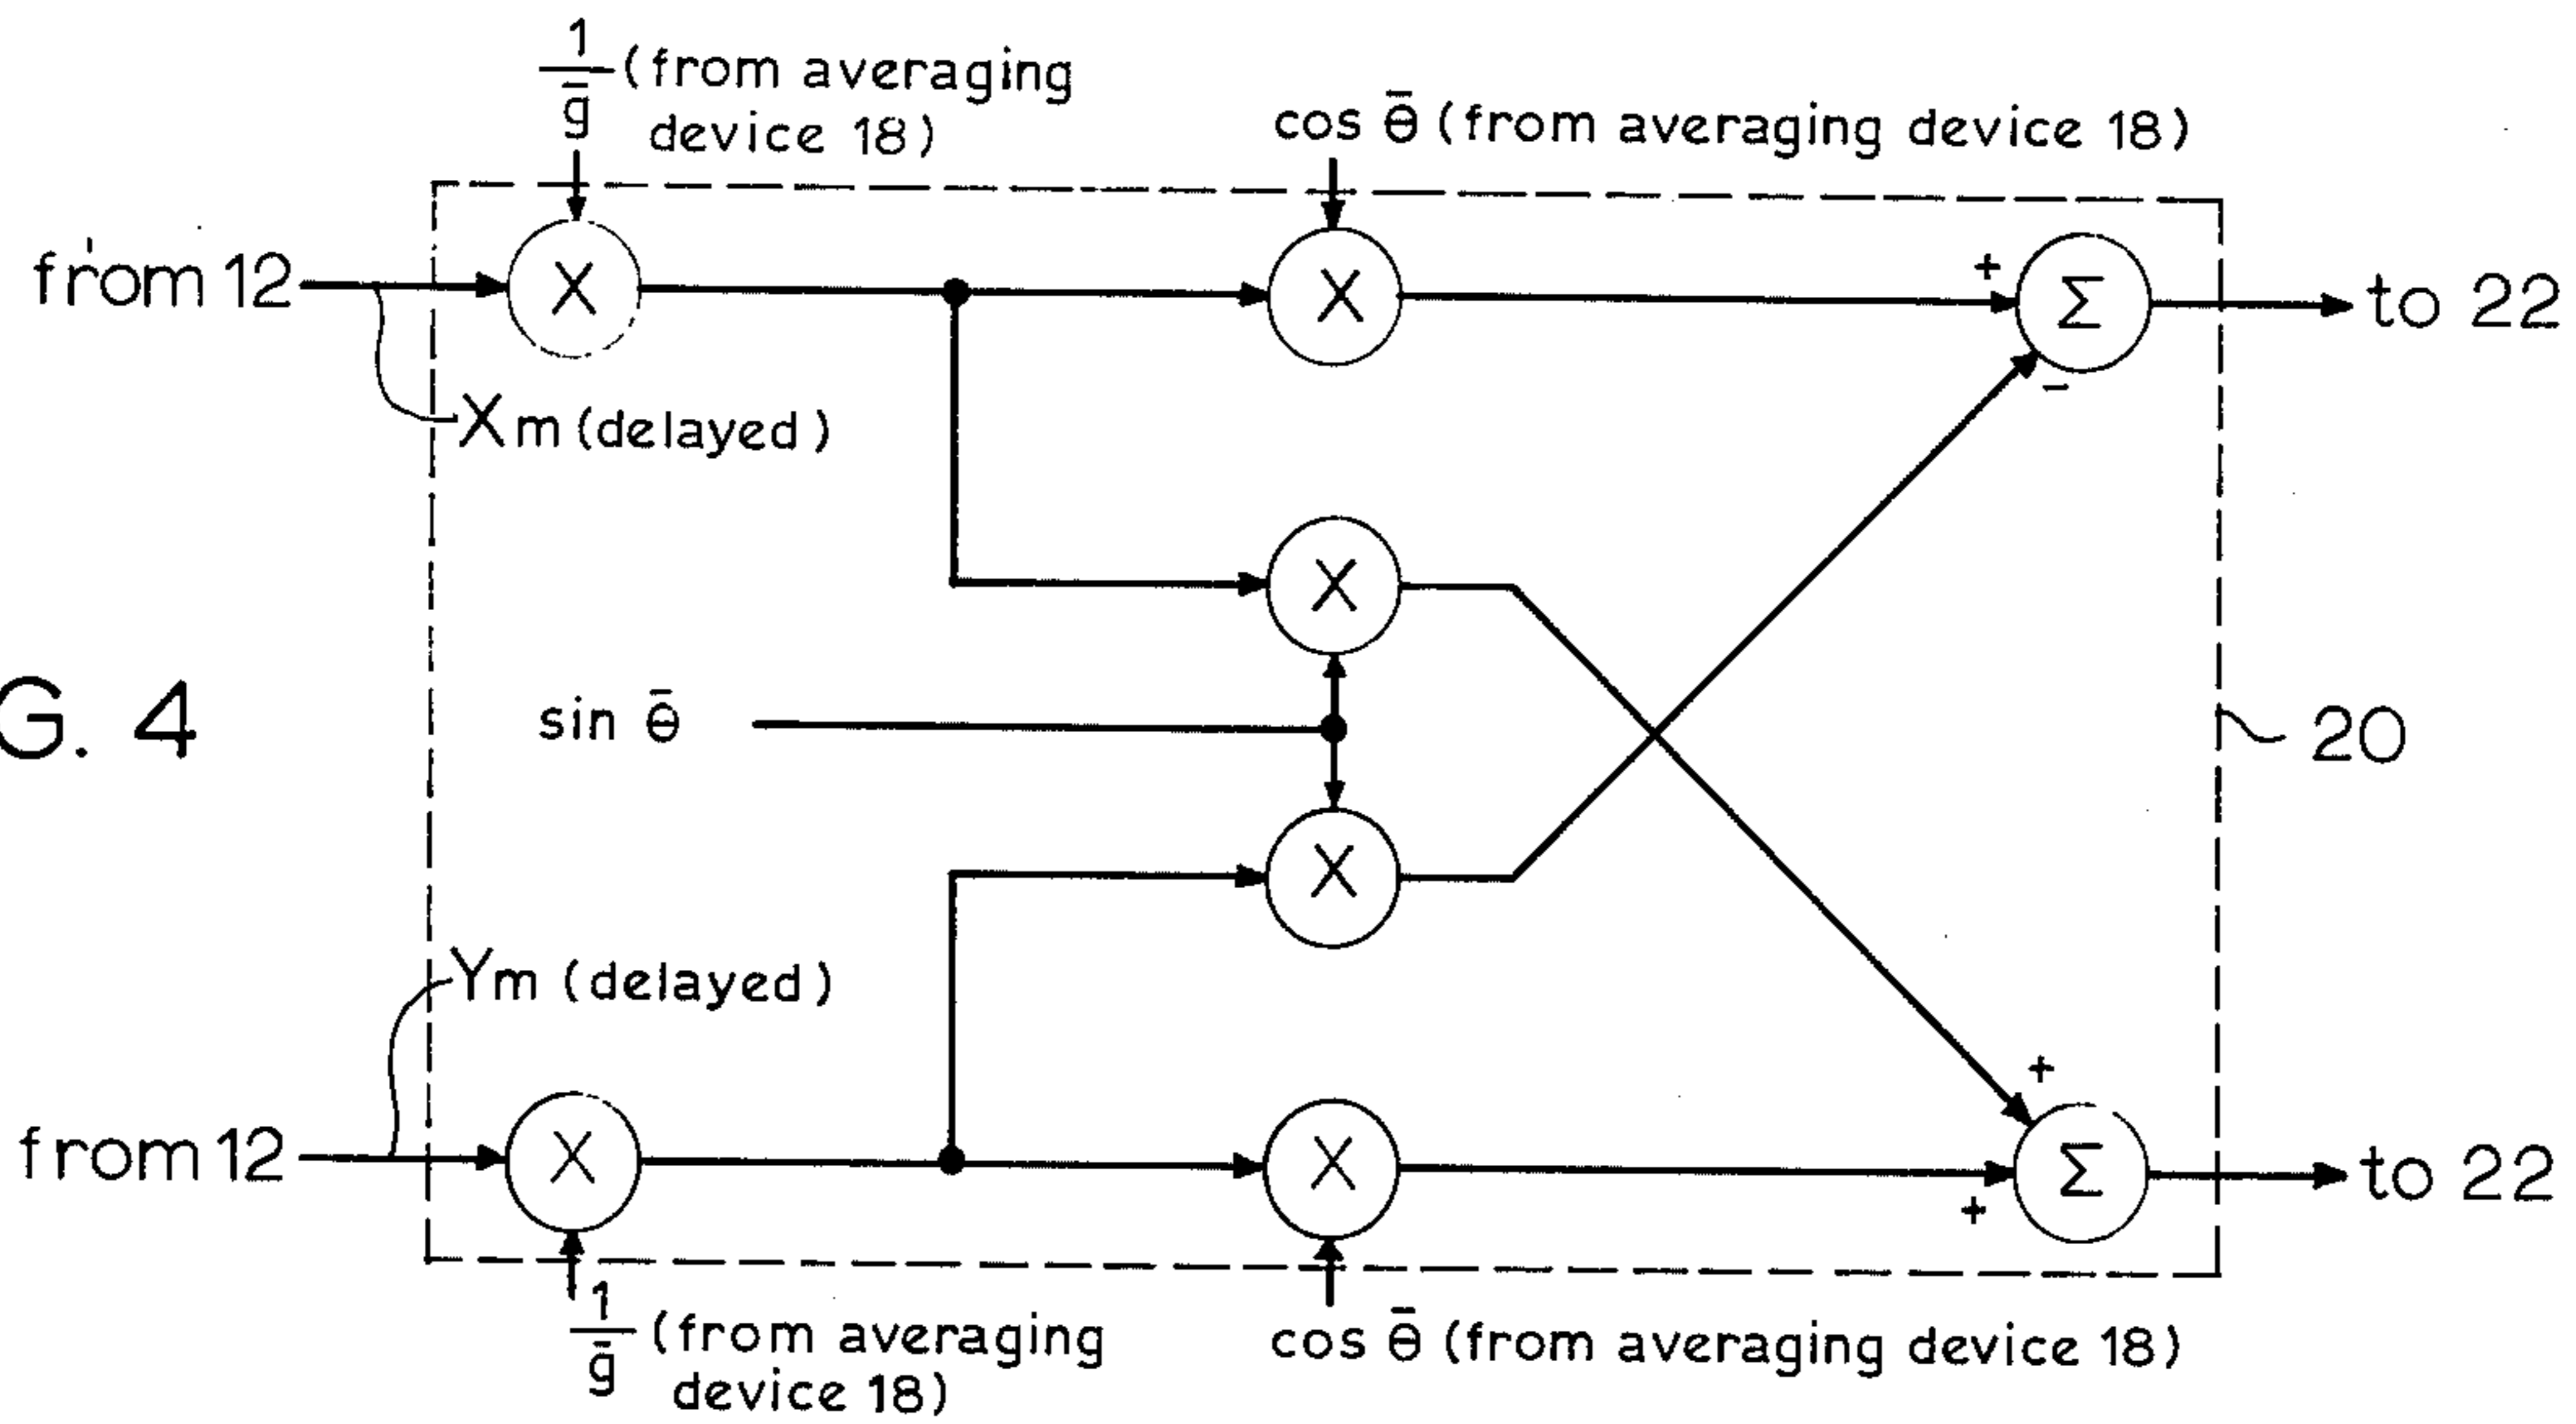 1/ḡ (from averaging
device 18)
cos θ̄ (from averaging device 18)
from 12
X
X
+
Σ
to 22
-
Xm (delayed)
X
G. 4
sin θ̄
20
X
Ym (delayed)
+
from 12
X
X
+
Σ
to 22
1/ḡ (from averaging
device 18)
cos θ̄ (from averaging device 18)